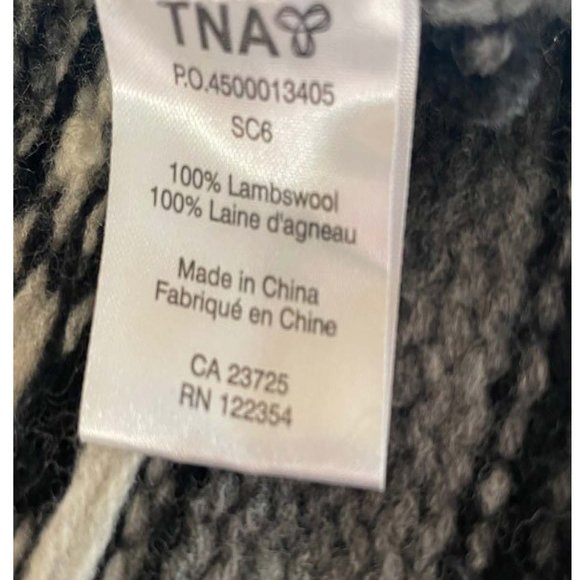 TNA
P.O.4500013405
SC6
100% Lambswool
100% Laine d'agneau
Made in China
Fabriqué en Chine
CA 23725
RN 122354